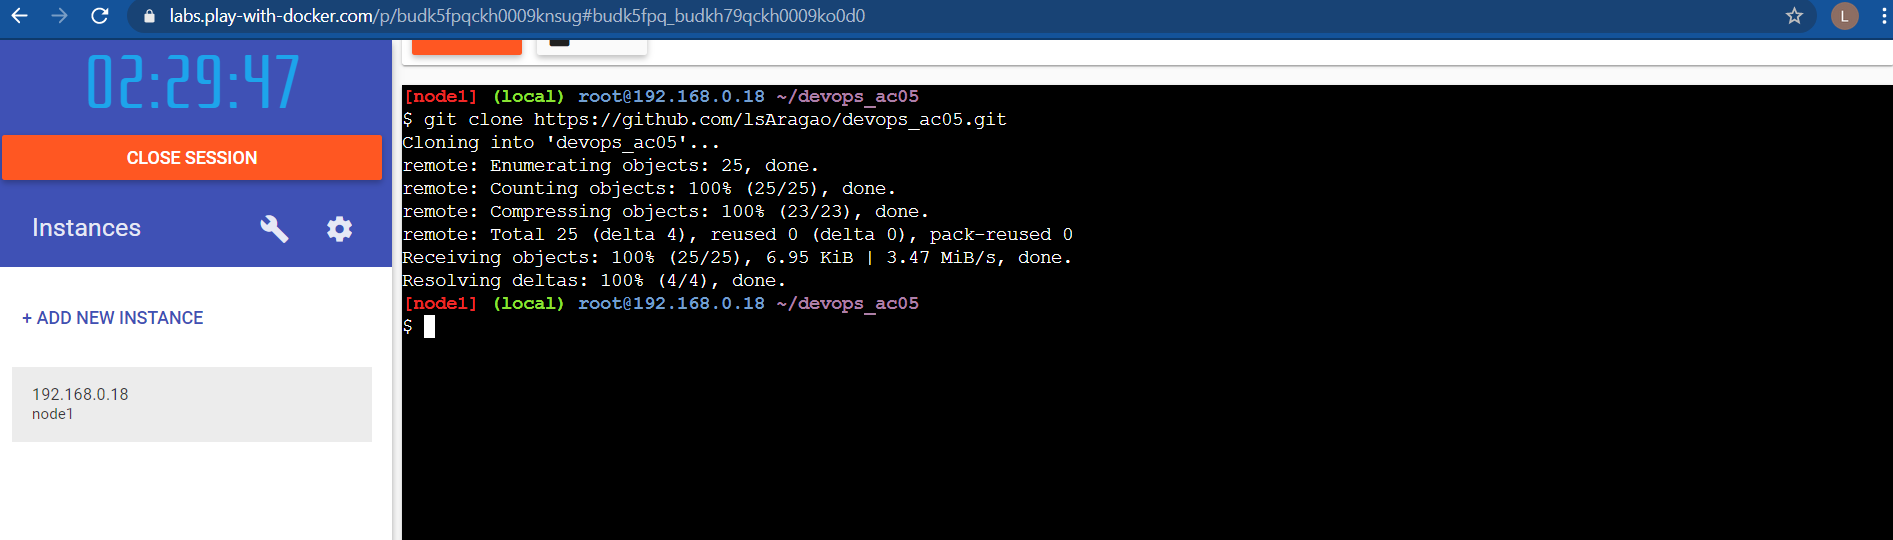 labs.play-with-docker.com/p/budk5fpqckh0009knsug#budk5fpq_budkh79qckh0009ko0d0
L
02:29:47
CLOSE SESSION
Instances
+ ADD NEW INSTANCE
192.168.0.18
node1
[node1] (local) root@192.168.0.18 ~/devops_ac05
$ git clone https://github.com/lsAragao/devops_ac05.git
Cloning into 'devops_ac05'...
remote: Enumerating objects: 25, done.
remote: Counting objects: 100% (25/25), done.
remote: Compressing objects: 100% (23/23), done.
remote: Total 25 (delta 4), reused 0 (delta 0), pack-reused 0
Receiving objects: 100% (25/25), 6.95 KiB | 3.47 MiB/s, done.
Resolving deltas: 100% (4/4), done.
[node1] (local) root@192.168.0.18 ~/devops_ac05
$